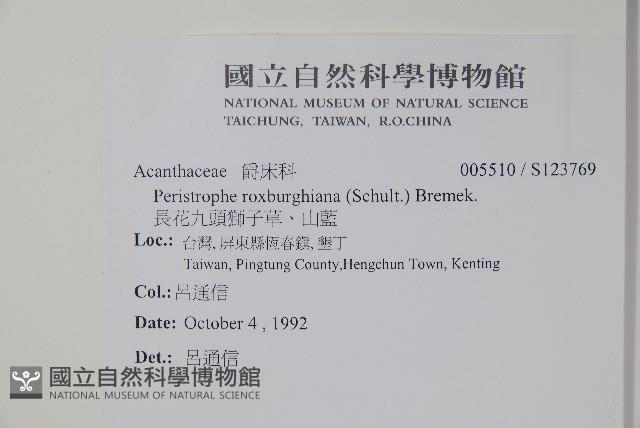 國立自然科學博物館
NATIONAL MUSEUM OF NATURAL SCIENCE
TAICHUNG, TAIWAN, R.O.CHINA
Acanthaceae 爵床科 005510 / S123769
Peristrophe roxburghiana (Schult.) Bremek.
長花九頭獅子草、山藍
Loc.: 台灣, 屏東縣恆春鎮, 墾丁
Taiwan, Pingtung County,Hengchun Town, Kenting
Col.: 呂通信
Date: October 4 , 1992
Det.: 呂通信
國立自然科學博物館
NATIONAL MUSEUM OF NATURAL SCIENCE